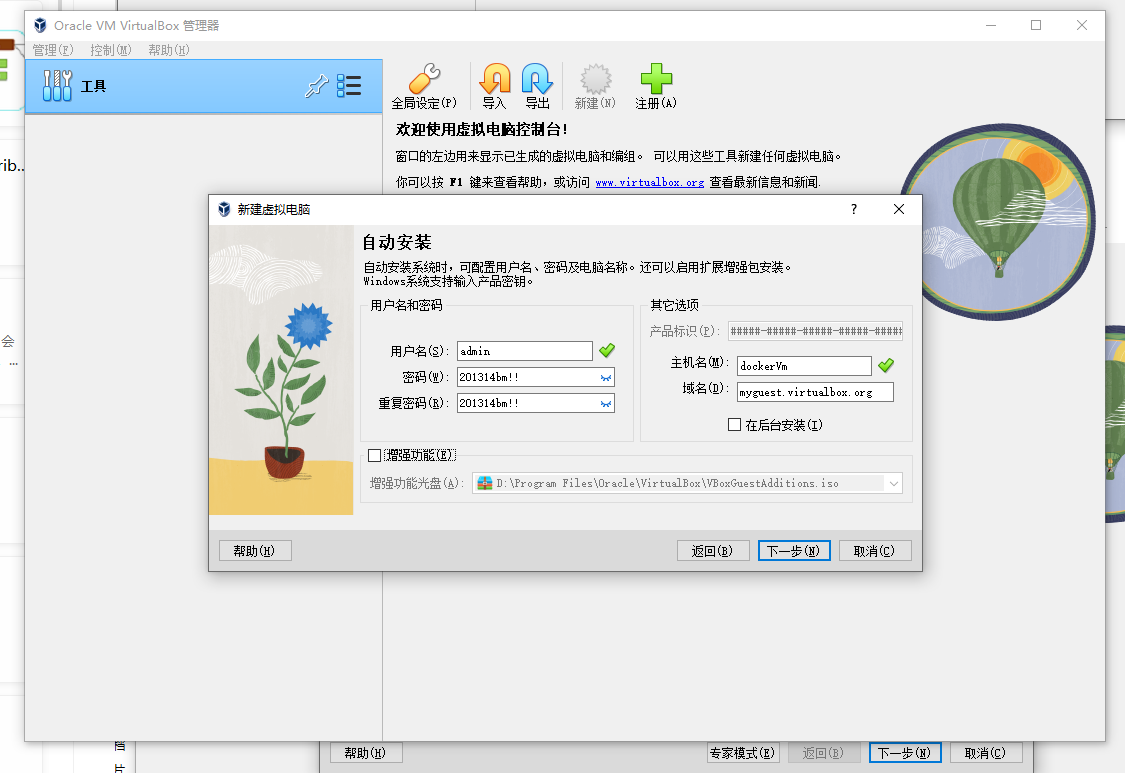 Oracle VM VirtualBox 管理器
管理(F) 控制(M) 帮助(H)
工具
全局设定(P) 导入 导出 新建(N) 注册(A)
欢迎使用虚拟电脑控制台!
窗口的左边用来显示已生成的虚拟电脑和编组。 可以用这些工具新建任何虚拟电脑。
你可以按 F1 键来查看帮助，或访问 www.virtualbox.org 查看最新信息和新闻.
rib...
会
...
新建虚拟电脑 ?
自动安装
自动安装系统时，可配置用户名、密码及电脑名称。还可以启用扩展增强包安装。
Windows系统支持输入产品密钥。
用户名和密码
用户名(S): admin
密码(W): 201314bm!!
重复密码(R): 201314bm!!
其它选项
产品标识(P): #####-#####-#####-#####-#####
主机名(M): dockerVm
域名(D): myguest.virtualbox.org
在后台安装(I)
增强功能(E)
增强功能光盘(A): D:\Program Files\Oracle\VirtualBox\VBoxGuestAdditions.iso
帮助(H) 返回(B) 下一步(N) 取消(C)
档
片
帮助(H) 专家模式(E) 返回(B) 下一步(N) 取消(C)